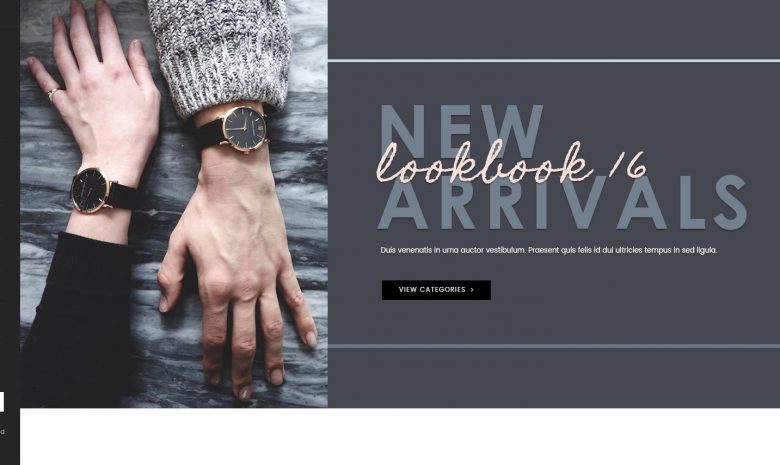 NEW
lookbook '16
ARRIVALS
Duis venenatis in urna auctor vestibulum. Praesent quis felis id dui ultricies tempus in sed ligula.
VIEW CATEGORIES >
d.